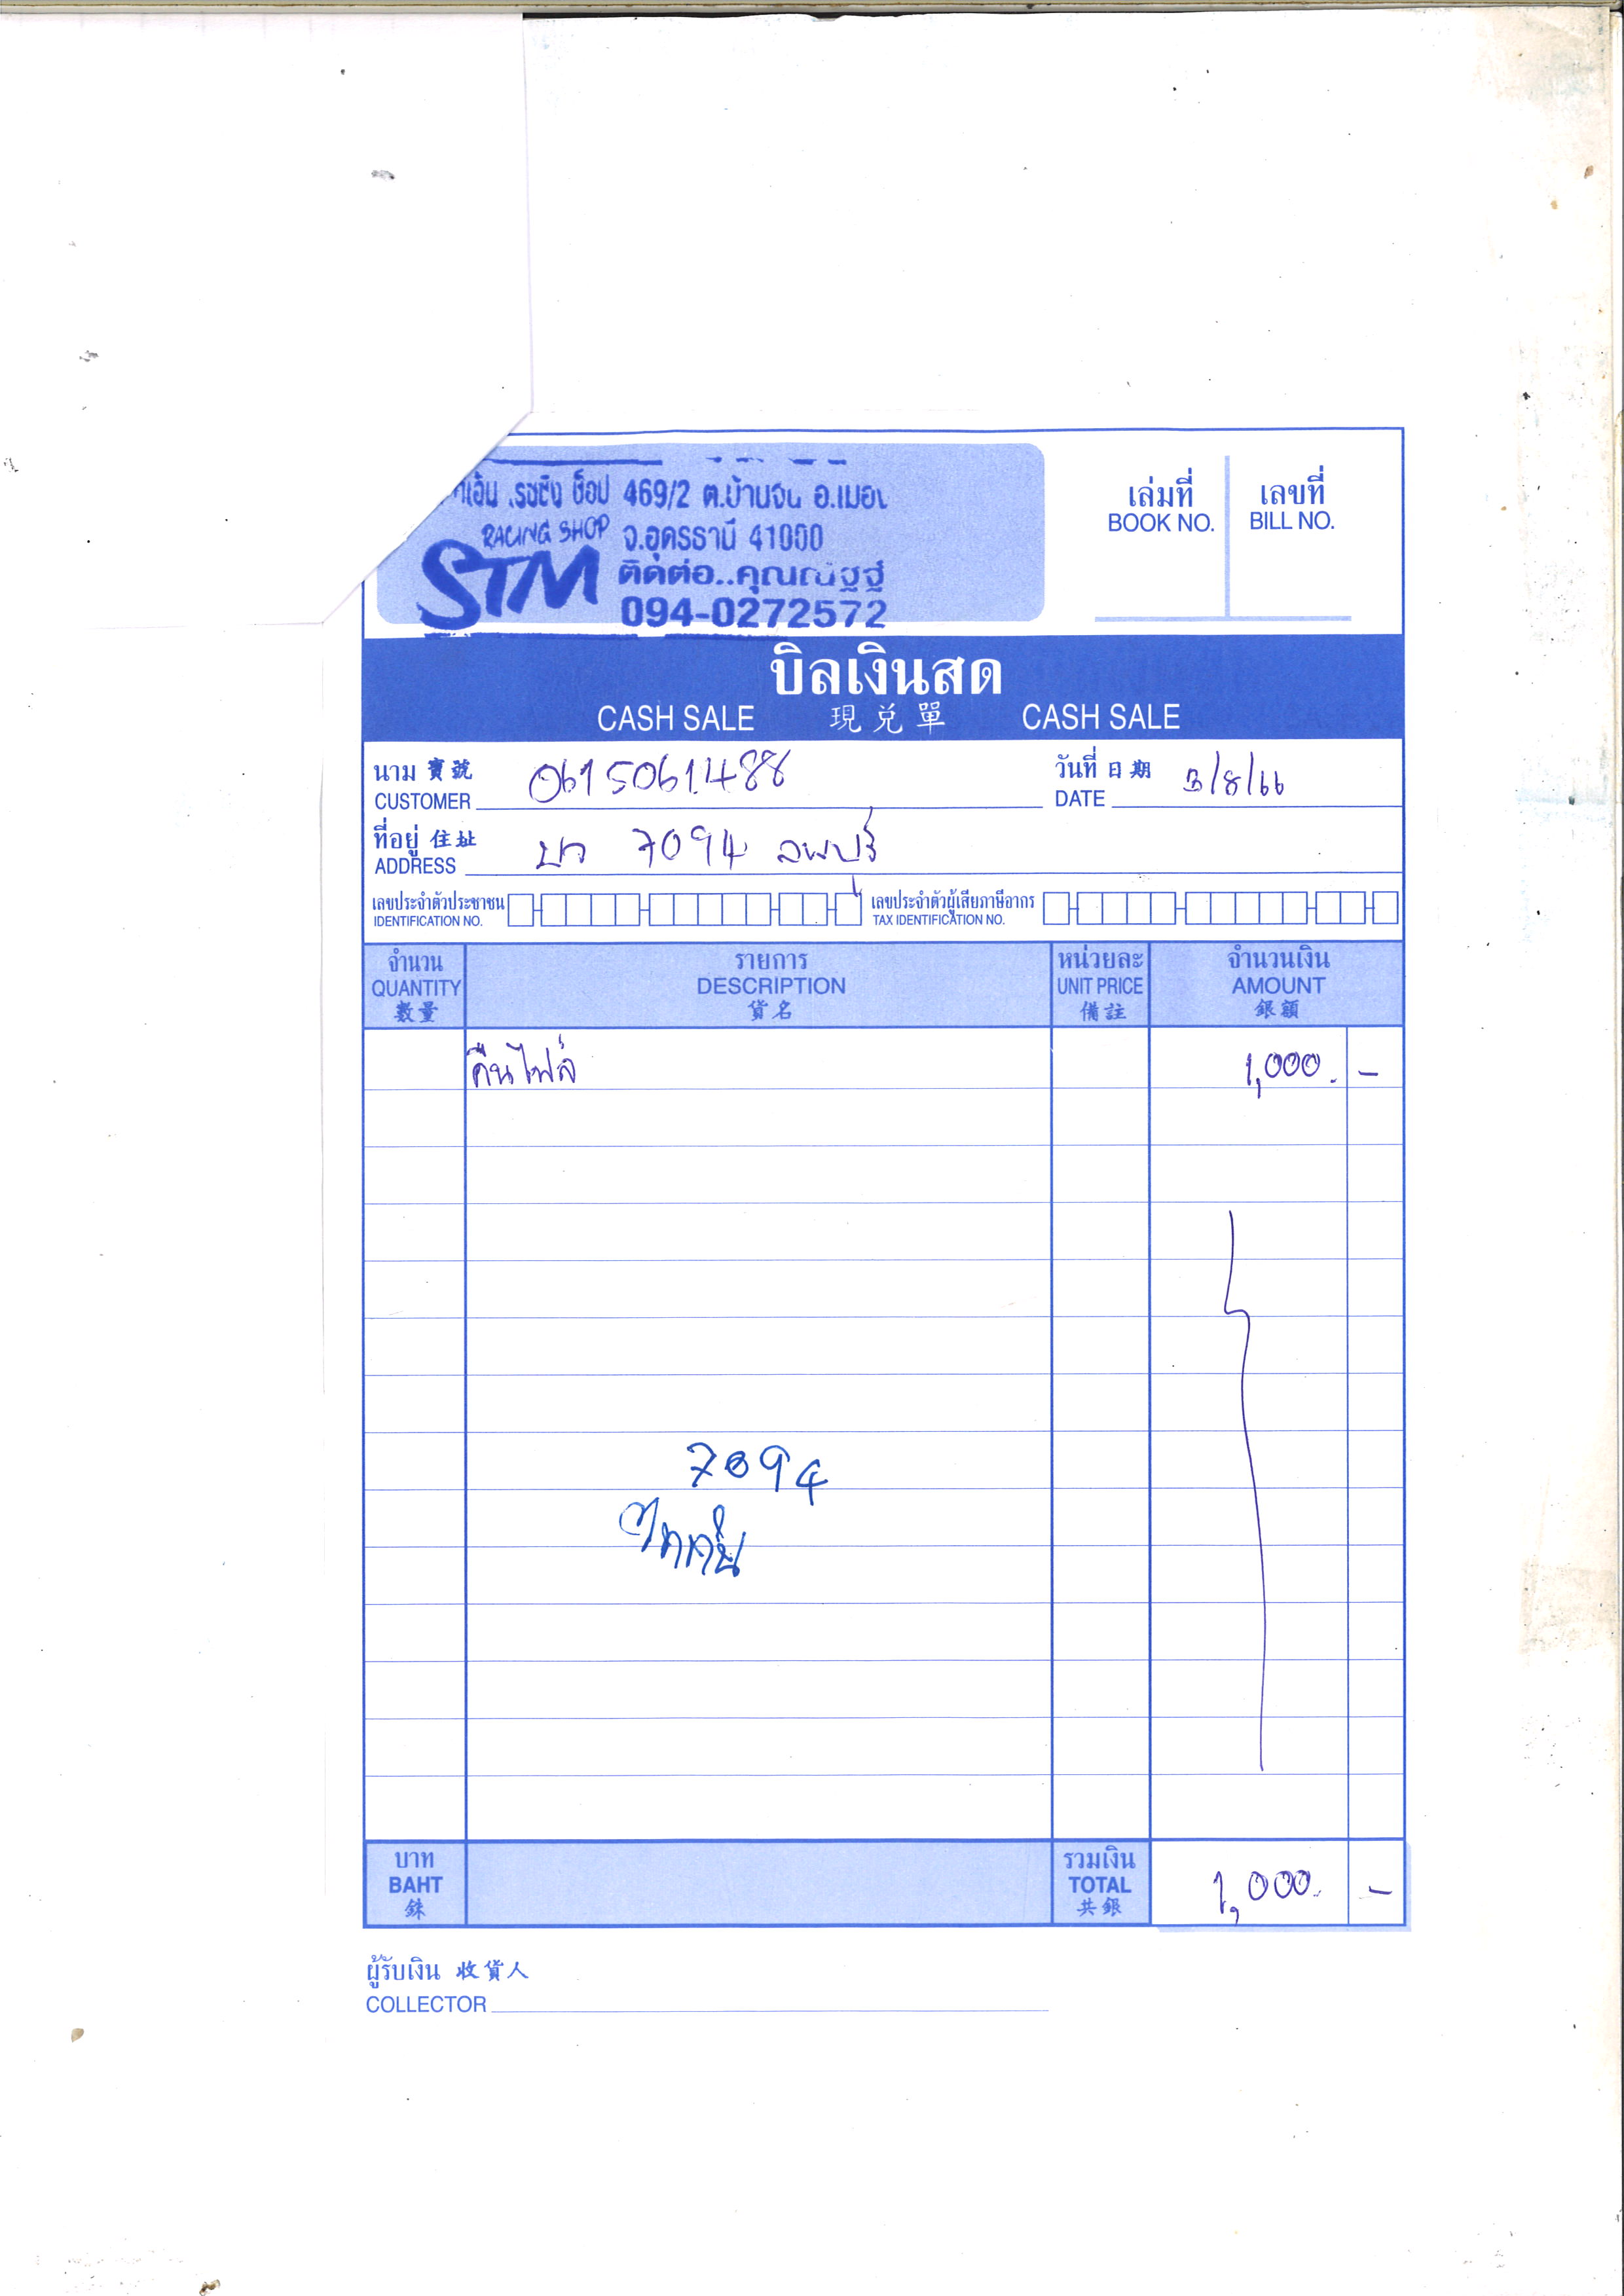 เรซซิ่ง ช็อป 469/2 ต.บ้านจั่น อ.เมือง
RACING SHOP จ.อุดรธานี 41000
STM ติดต่อ..คุณณัฐฐ์
094-0272572
เล่มที่ เลขที่
BOOK NO. BILL NO.
บิลเงินสด
CASH SALE 現兌單 CASH SALE
นาม 寶號 0615061488 วันที่ 日期 3/8/66
CUSTOMER DATE
ที่อยู่ 住址 บว 7094 ลพบุรี
ADDRESS
เลขประจำตัวประชาชน เลขประจำตัวผู้เสียภาษีอากร
IDENTIFICATION NO. TAX IDENTIFICATION NO.
จำนวน รายการ หน่วยละ จำนวนเงิน
QUANTITY DESCRIPTION UNIT PRICE AMOUNT
數量 貨名 備註 銀額
คืนไฟล์ 1,000. -
7094
บาท รวมเงิน
BAHT TOTAL 1,000. -
銖 共銀
ผู้รับเงิน 收貨人
COLLECTOR